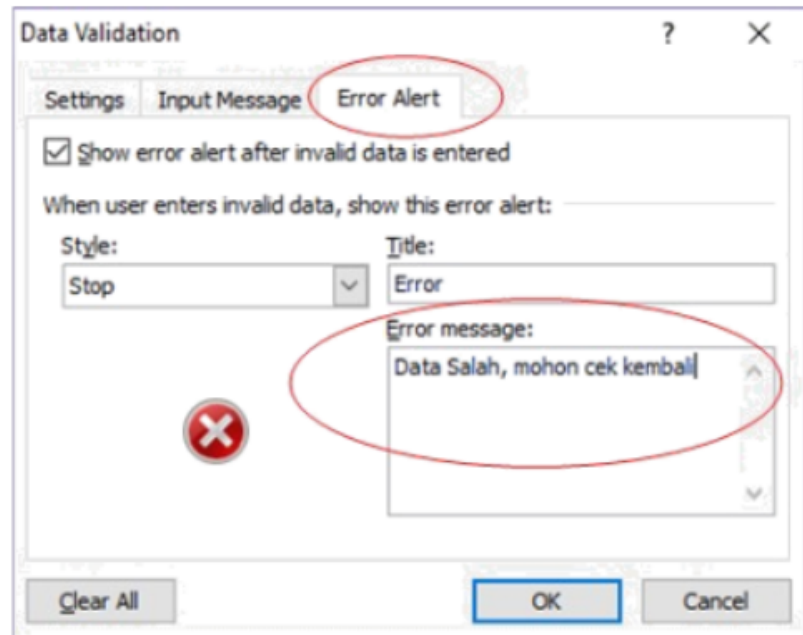 Data Validation ?
Settings Input Message Error Alert
Show error alert after invalid data is entered
When user enters invalid data, show this error alert:
Style: Title:
Stop Error
Error message:
Data Salah, mohon cek kembali
Clear All OK Cancel